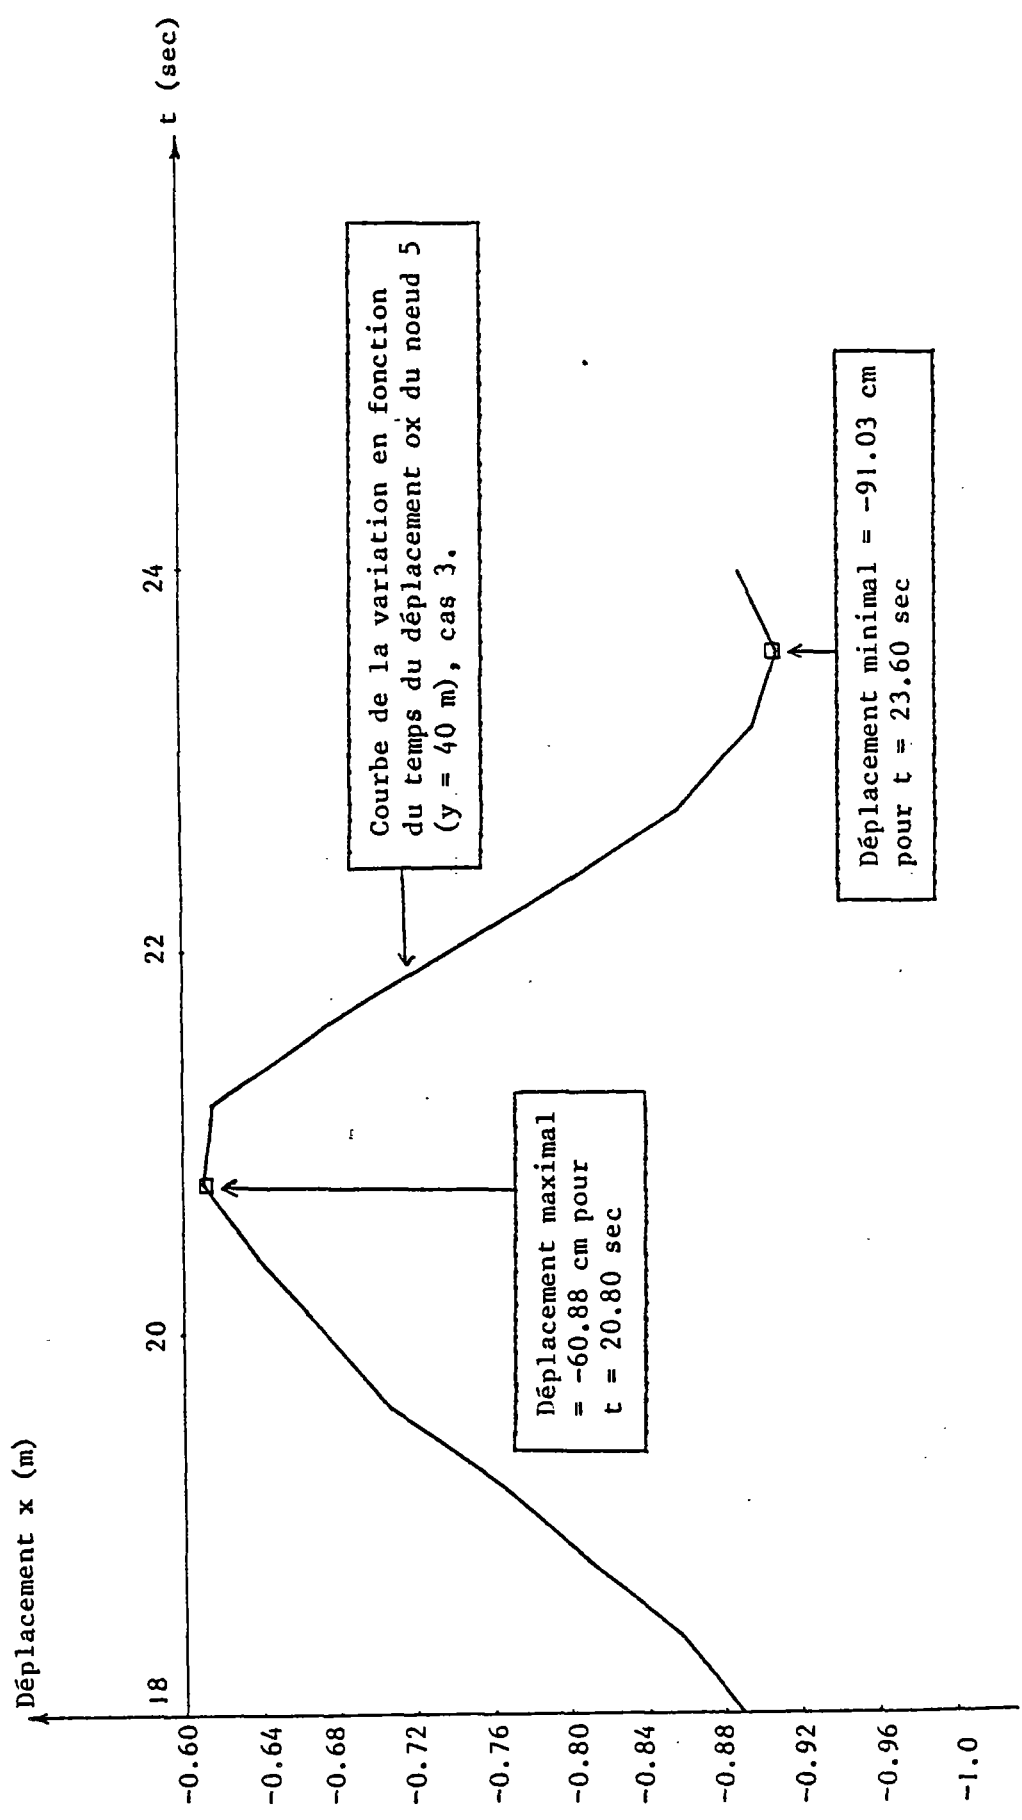 Déplacement x (m)
t (sec)
18
20
22
24
-0.60
-0.64
-0.68
-0.72
-0.76
-0.80
-0.84
-0.88
-0.92
-0.96
-1.0
Courbe de la variation en fonction
du temps du déplacement ox du noeud 5
(y = 40 m), cas 3.
Déplacement maximal
= -60.88 cm pour
t = 20.80 sec
Déplacement minimal = -91.03 cm
pour t = 23.60 sec